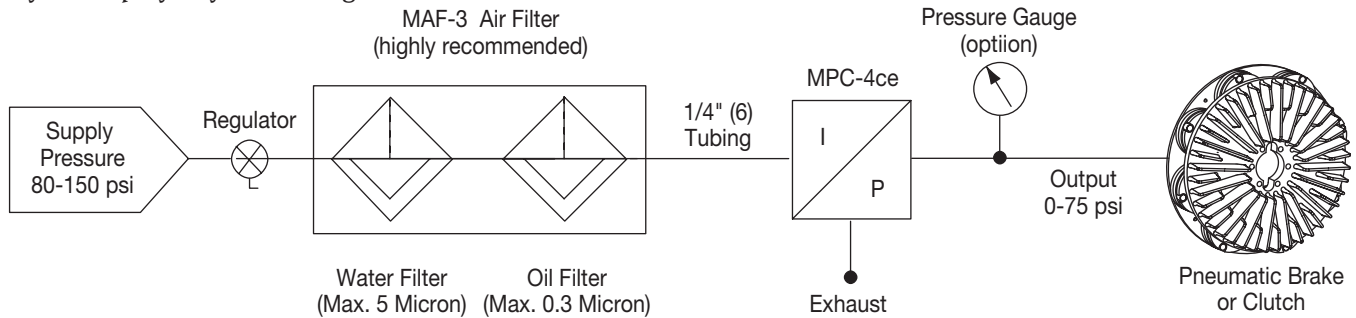 MAF-3 Air Filter
(highly recommended)
Pressure Gauge
(optiion)
MPC-4ce
Supply
Pressure
80-150 psi
Regulator
1/4" (6)
Tubing
I
P
Output
0-75 psi
Water Filter
(Max. 5 Micron)
Oil Filter
(Max. 0.3 Micron)
Exhaust
Pneumatic Brake
or Clutch